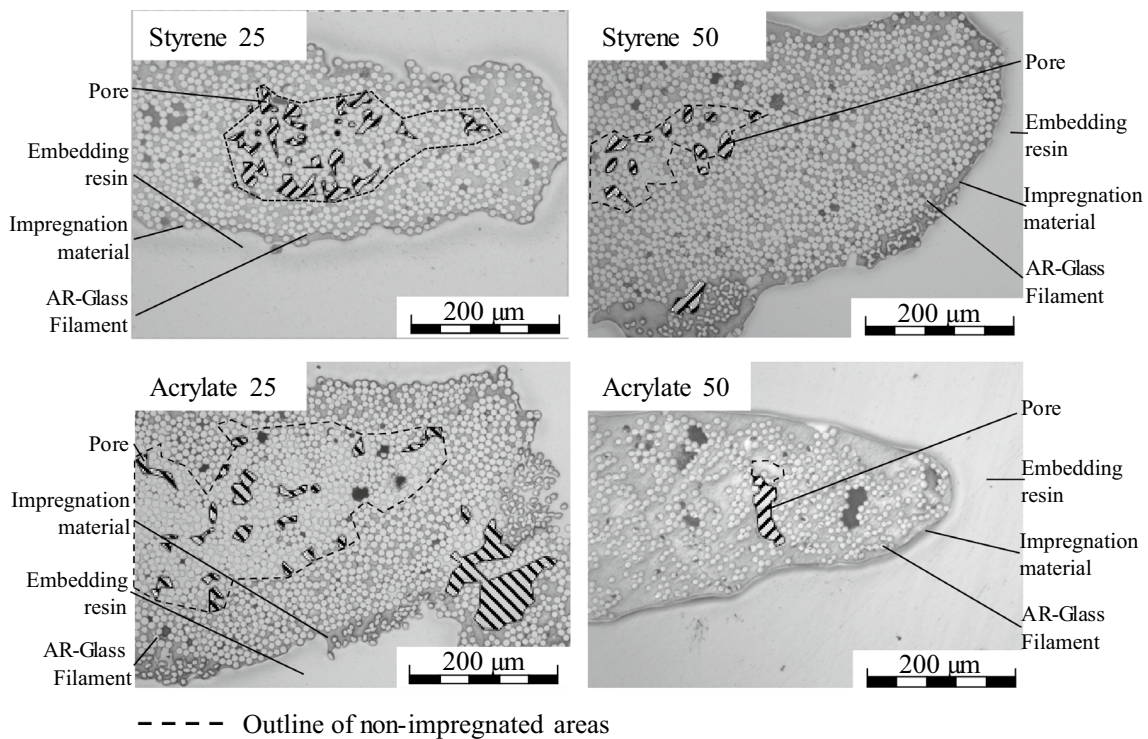 Styrene 25
Pore
Embedding
resin
Impregnation
material
AR-Glass
Filament
200 µm
Styrene 50
Pore
Embedding
resin
Impregnation
material
AR-Glass
Filament
200 µm
Acrylate 25
Pore
Impregnation
material
Embedding
resin
AR-Glass
Filament
200 µm
Acrylate 50
Pore
Embedding
resin
Impregnation
material
AR-Glass
Filament
200 µm
Outline of non-impregnated areas